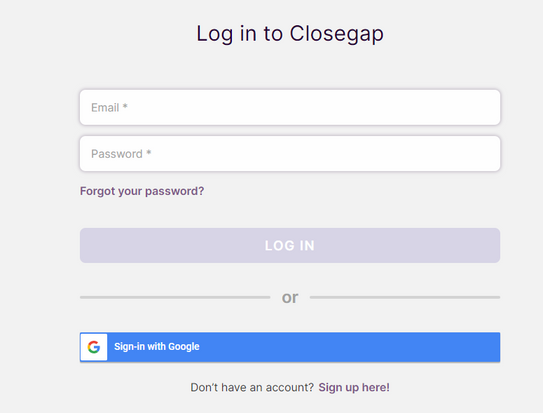 Log in to Closegap
Email *
Password *
Forgot your password?
LOG IN
or
Sign-in with Google
Don't have an account? Sign up here!